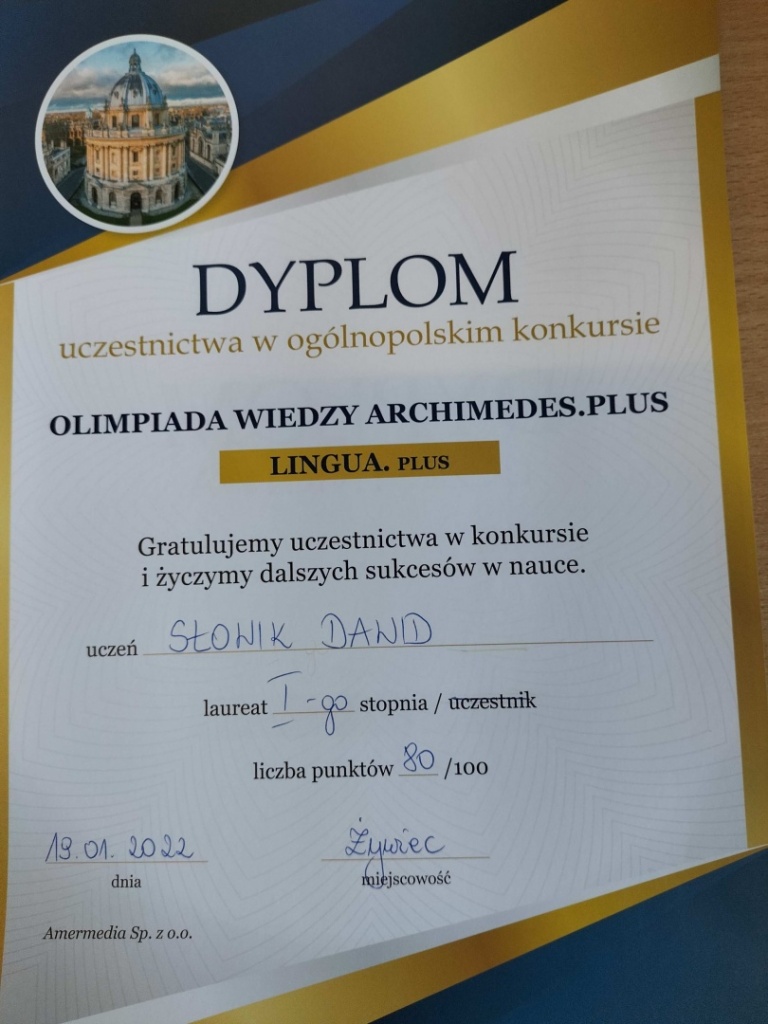 DYPLOM
uczestnictwa w ogólnopolskim konkursie
OLIMPIADA WIEDZY ARCHIMEDES.PLUS
LINGUA. PLUS
Gratulujemy uczestnictwa w konkursie
i życzymy dalszych sukcesów w nauce.
uczeń SŁOWIK DAWID
laureat I-go stopnia / uczestnik
liczba punktów 80 /100
19.01.2022 Żywiec
dnia miejscowość
Amermedia Sp. z o.o.